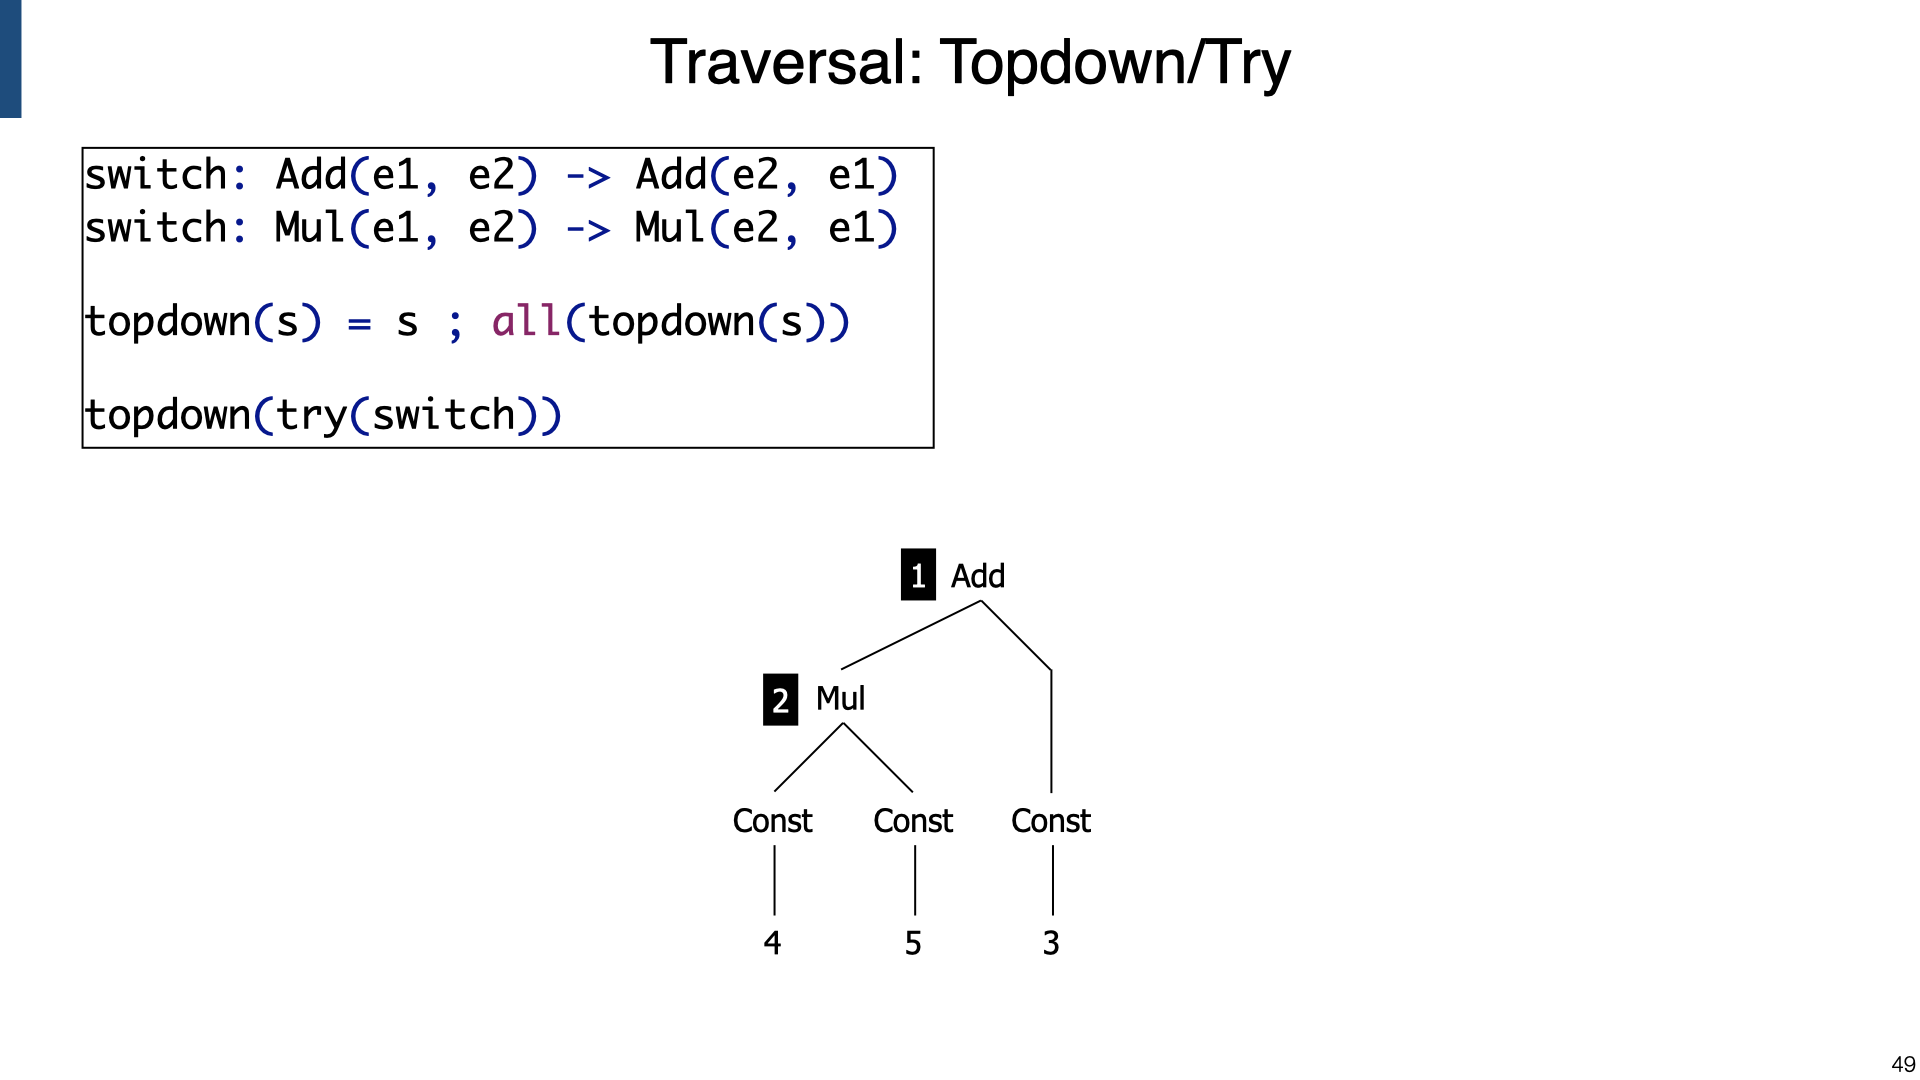 Traversal: Topdown/Try
switch: Add(e1, e2) -> Add(e2, e1)
switch: Mul(e1, e2) -> Mul(e2, e1)
topdown(s) = s ; all(topdown(s))
topdown(try(switch))
1 Add
2 Mul
Const Const Const
4 5 3
49